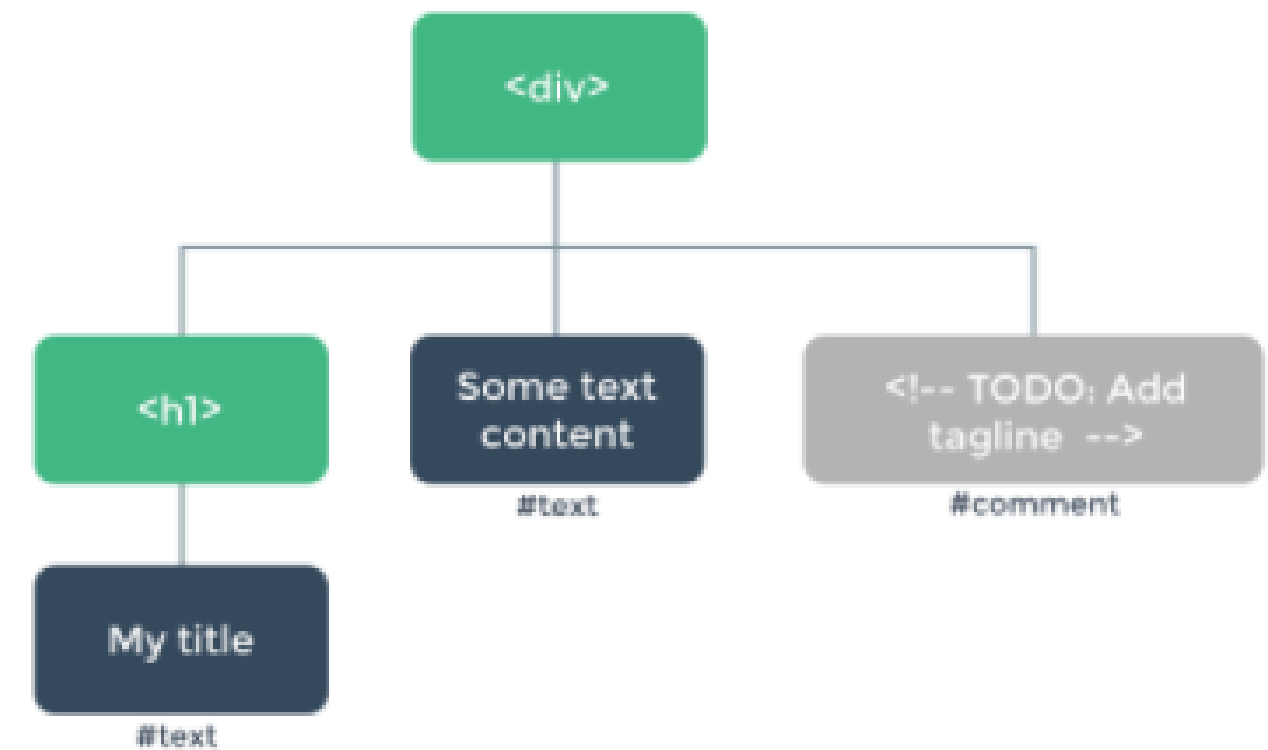 <div>
<h1>
Some text
content
<!-- TODO: Add
tagline -->
#text
#comment
My title
#text